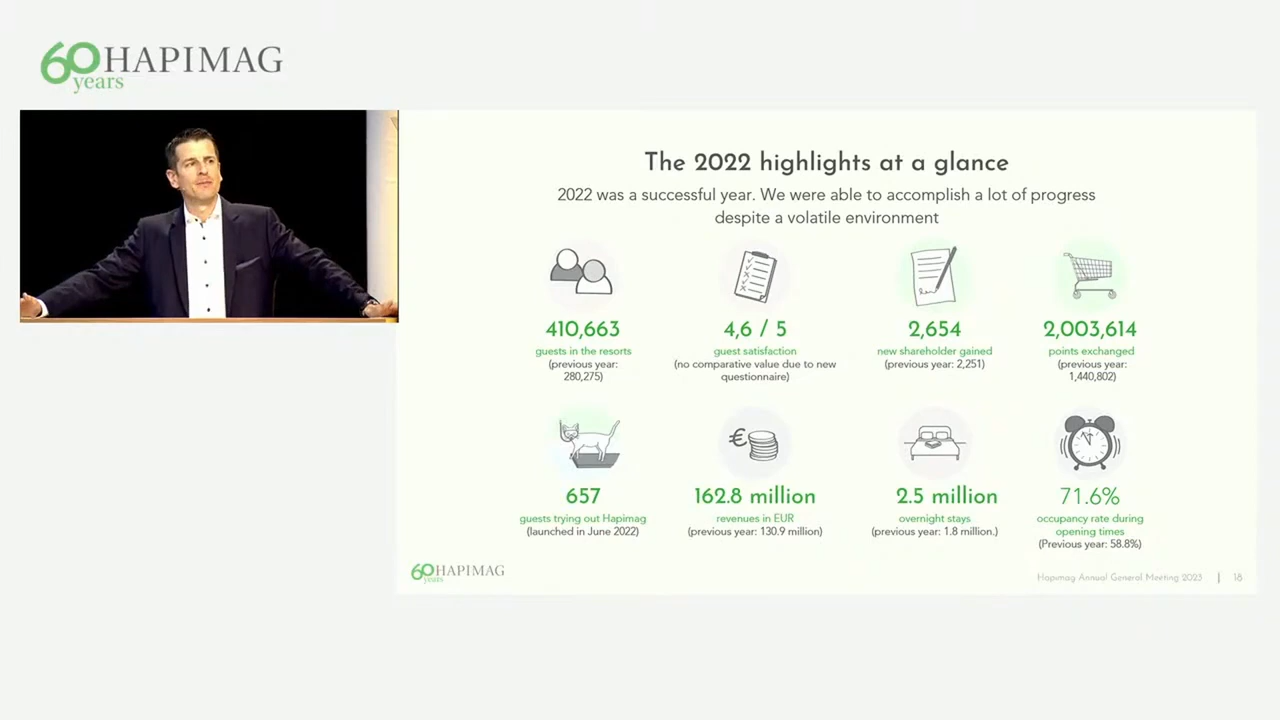 60 HAPIMAG
years
The 2022 highlights at a glance
2022 was a successful year. We were able to accomplish a lot of progress
despite a volatile environment
410,663
guests in the resorts
(previous year:
280,275)
4,6 / 5
guest satisfaction
(no comparative value due to new
questionnaire)
2,654
new shareholder gained
(previous year: 2,251)
2,003,614
points exchanged
(previous year:
1,440,802)
657
guests trying out Hapimag
(launched in June 2022)
€
162.8 million
revenues in EUR
(previous year: 130.9 million)
2.5 million
overnight stays
(previous year: 1.8 million.)
71.6%
occupancy rate during
opening times
(Previous year: 58.8%)
60 HAPIMAG
years
Hapimag Annual General Meeting 2023 | 18